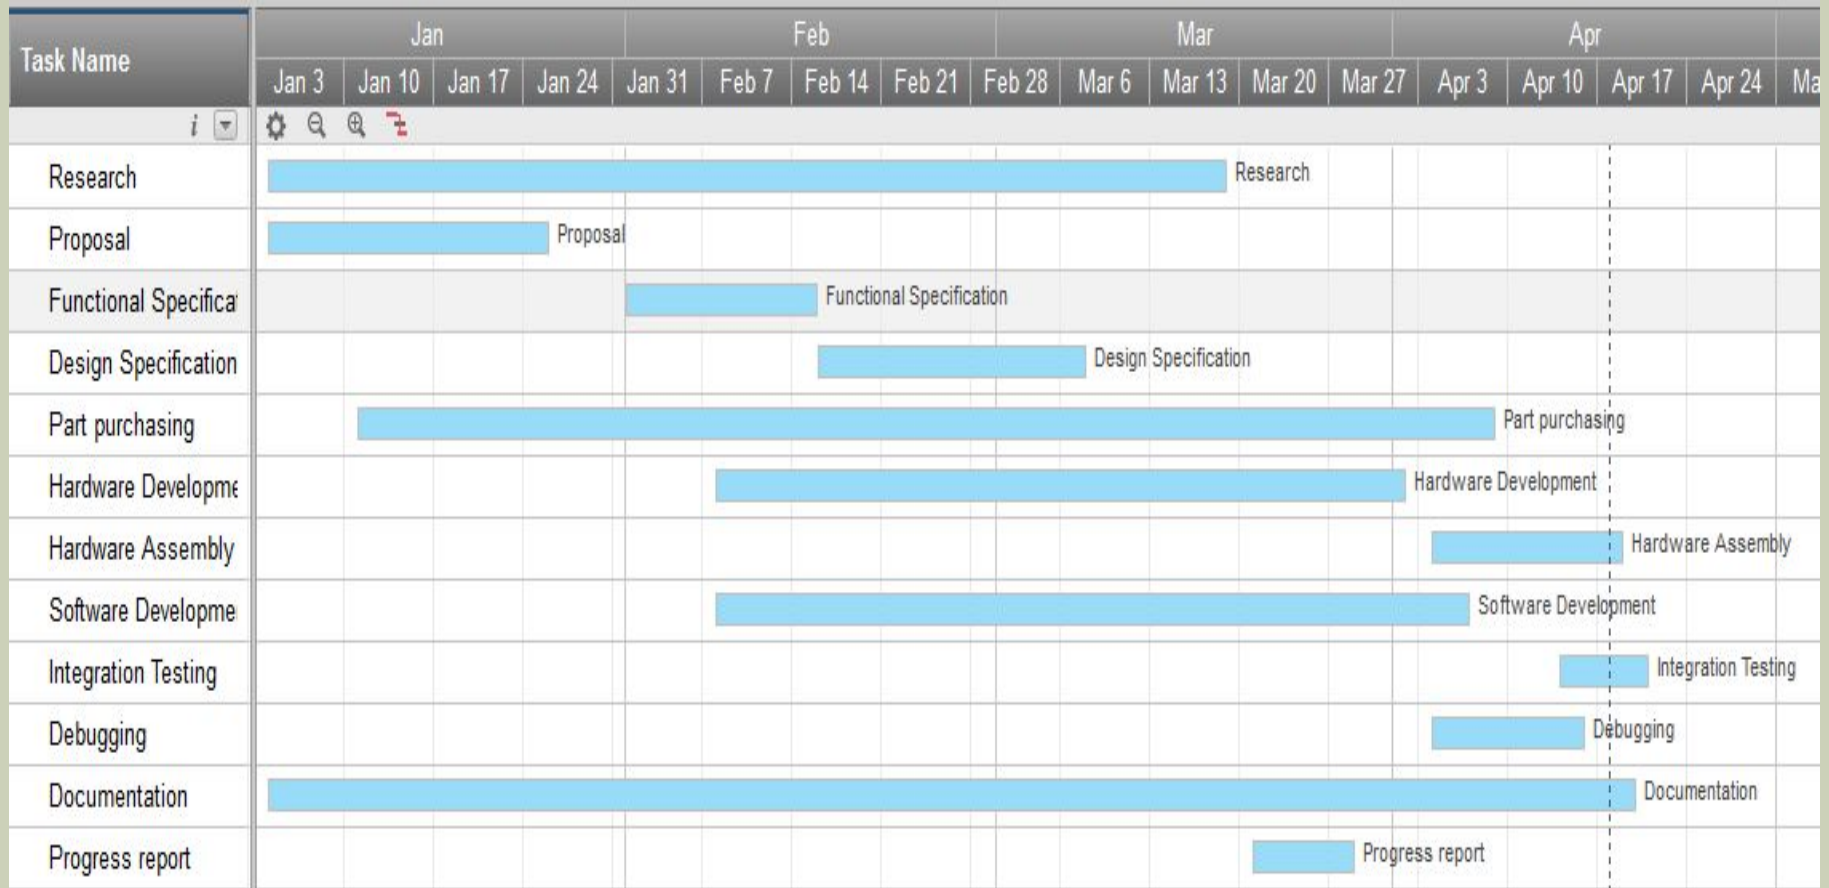 Task Name
Jan Feb Mar Apr
Jan 3 Jan 10 Jan 17 Jan 24 Jan 31 Feb 7 Feb 14 Feb 21 Feb 28 Mar 6 Mar 13 Mar 20 Mar 27 Apr 3 Apr 10 Apr 17 Apr 24 Ma
i
Research Research
Proposal Proposal
Functional Specificat Functional Specification
Design Specification Design Specification
Part purchasing Part purchasing
Hardware Developme Hardware Development
Hardware Assembly Hardware Assembly
Software Developme Software Development
Integration Testing Integration Testing
Debugging Debugging
Documentation Documentation
Progress report Progress report